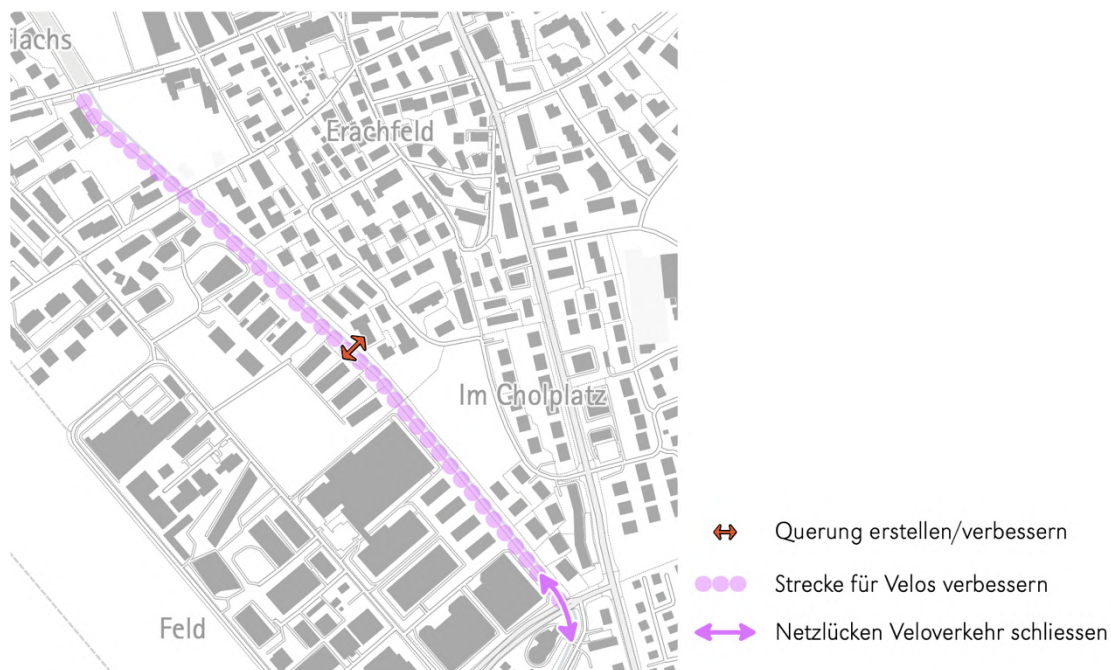 lachs
Erachfeld
Im Cholplatz
Feld
Querung erstellen/verbessern
Strecke für Velos verbessern
Netzlücken Veloverkehr schliessen